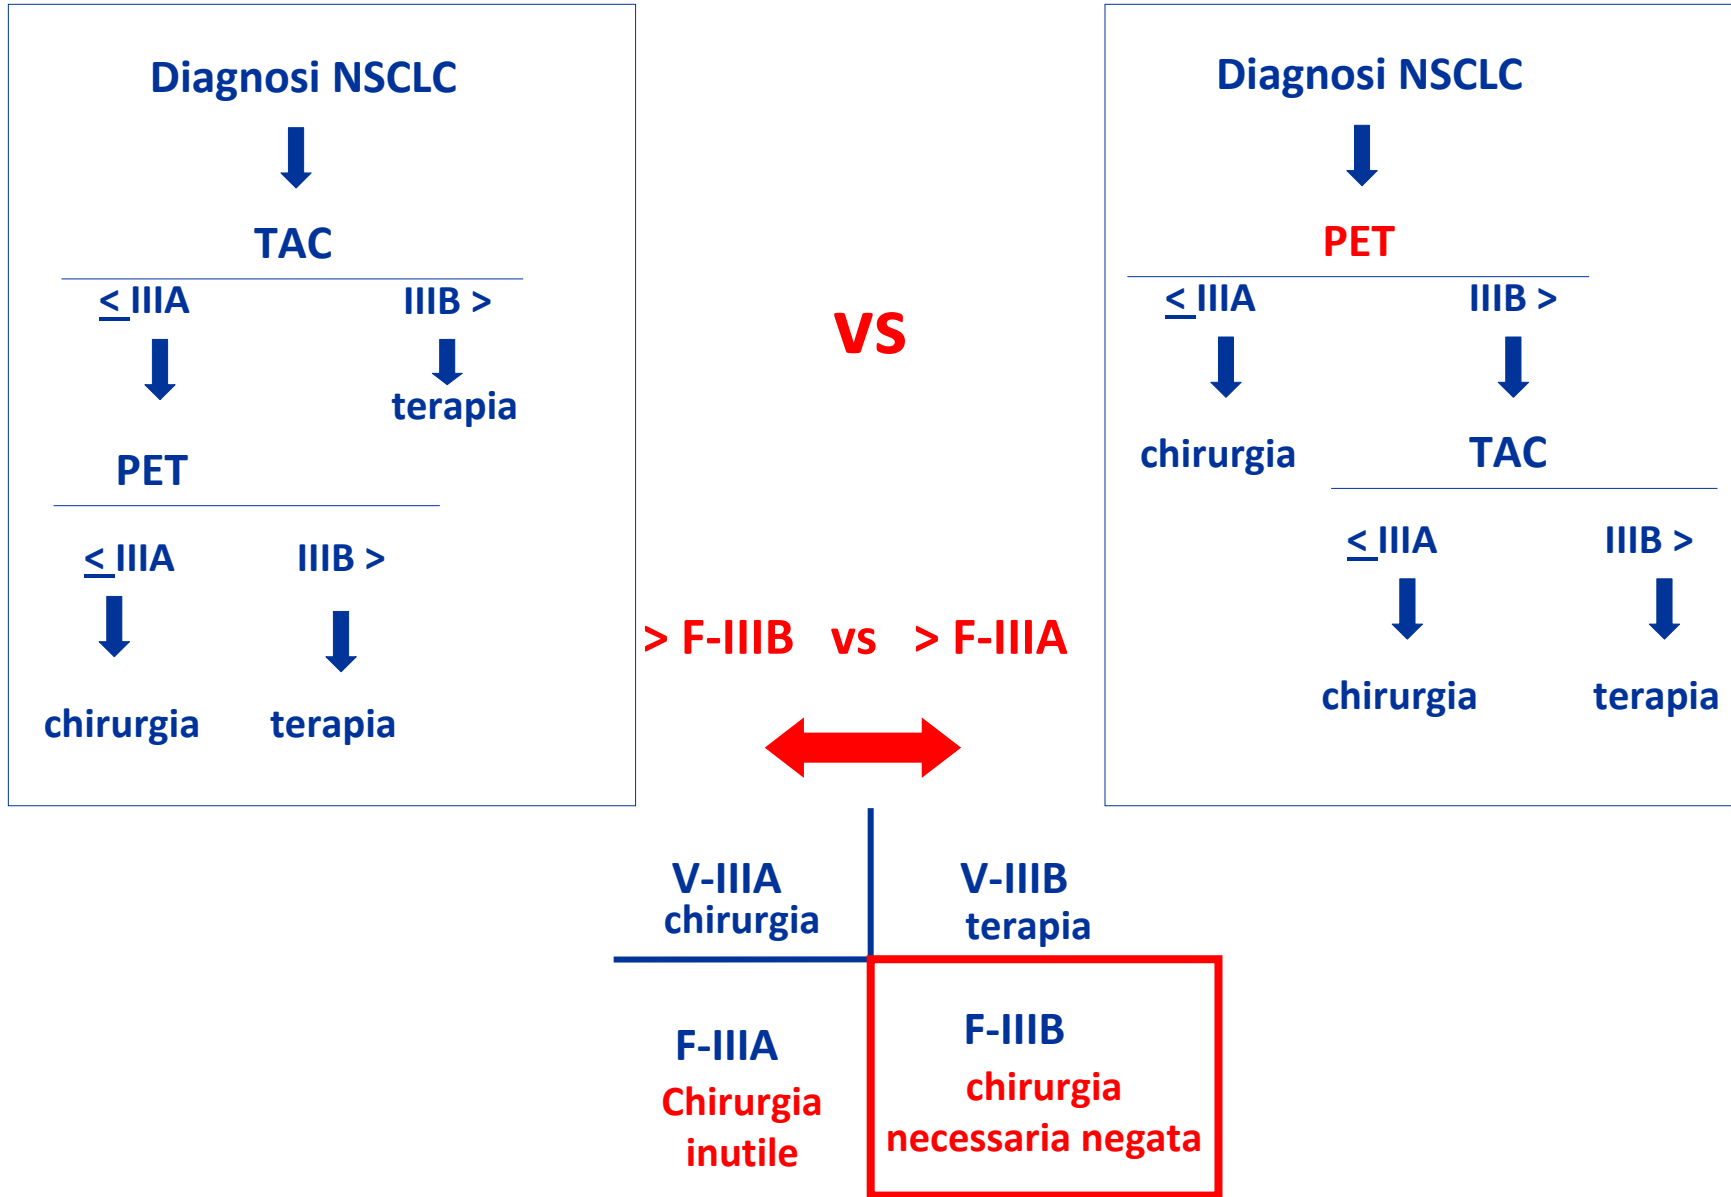 Diagnosi NSCLC
TAC
< IIIA
IIIB >
terapia
PET
< IIIA
IIIB >
chirurgia
terapia
vs
> F-IIIB vs > F-IIIA
Diagnosi NSCLC
PET
< IIIA
IIIB >
chirurgia
TAC
< IIIA
IIIB >
chirurgia
terapia
V-IIIA
chirurgia
V-IIIB
terapia
F-IIIA
Chirurgia
inutile
F-IIIB
chirurgia
necessaria negata